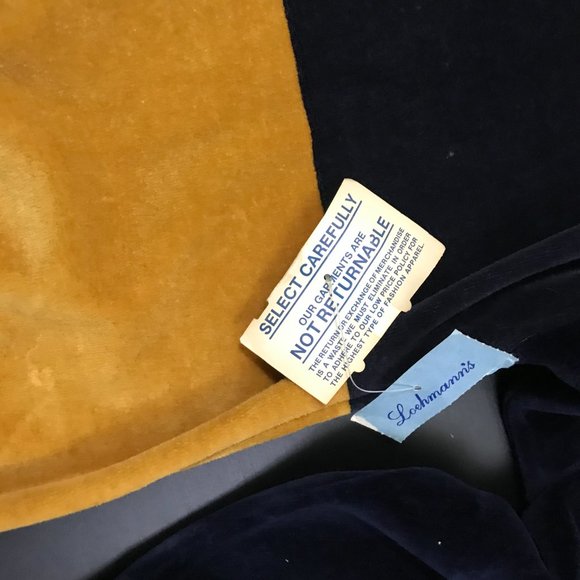 SELECT CAREFULLY
OUR GARMENTS ARE
NOT RETURNABLE
THE RETURN OR EXCHANGE OF MERCHANDISE
IS A WASTE WE MUST ELIMINATE IN ORDER
TO ADHERE TO OUR LOW PRICE POLICY FOR
THE HIGHEST TYPE OF FASHION APPAREL.
Loehmann's